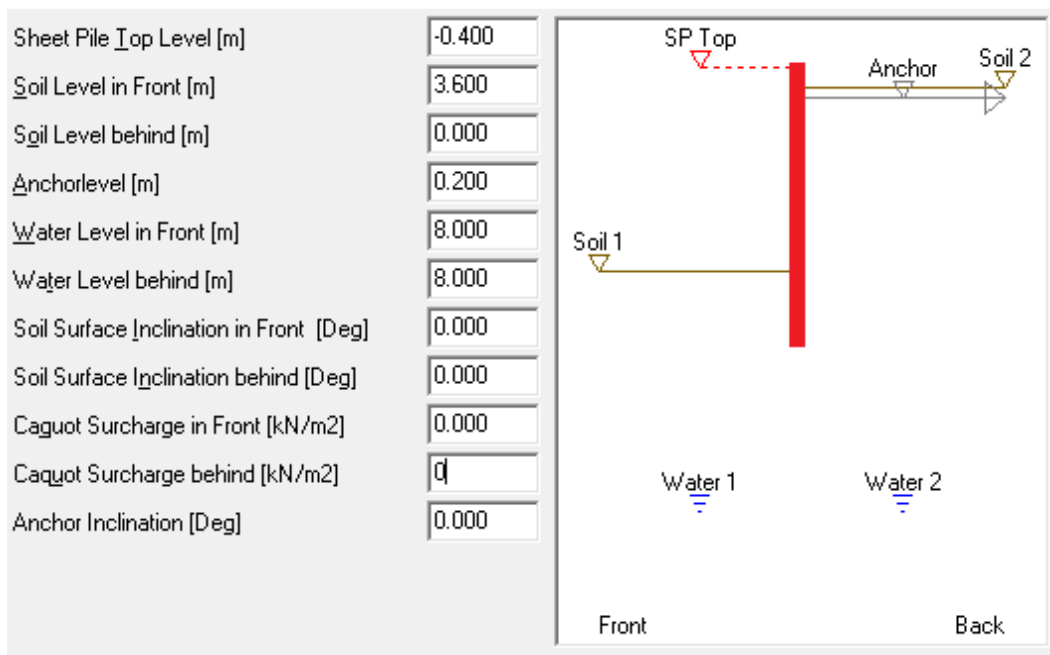 Sheet Pile Top Level [m] -0.400
Soil Level in Front [m] 3.600
Soil Level behind [m] 0.000
Anchorlevel [m] 0.200
Water Level in Front [m] 8.000
Water Level behind [m] 8.000
Soil Surface Inclination in Front [Deg] 0.000
Soil Surface Inclination behind [Deg] 0.000
Caquot Surcharge in Front [kN/m2] 0.000
Caquot Surcharge behind [kN/m2] 0
Anchor Inclination [Deg] 0.000
SP Top
Anchor
Soil 2
Soil 1
Water 1
Water 2
Front
Back